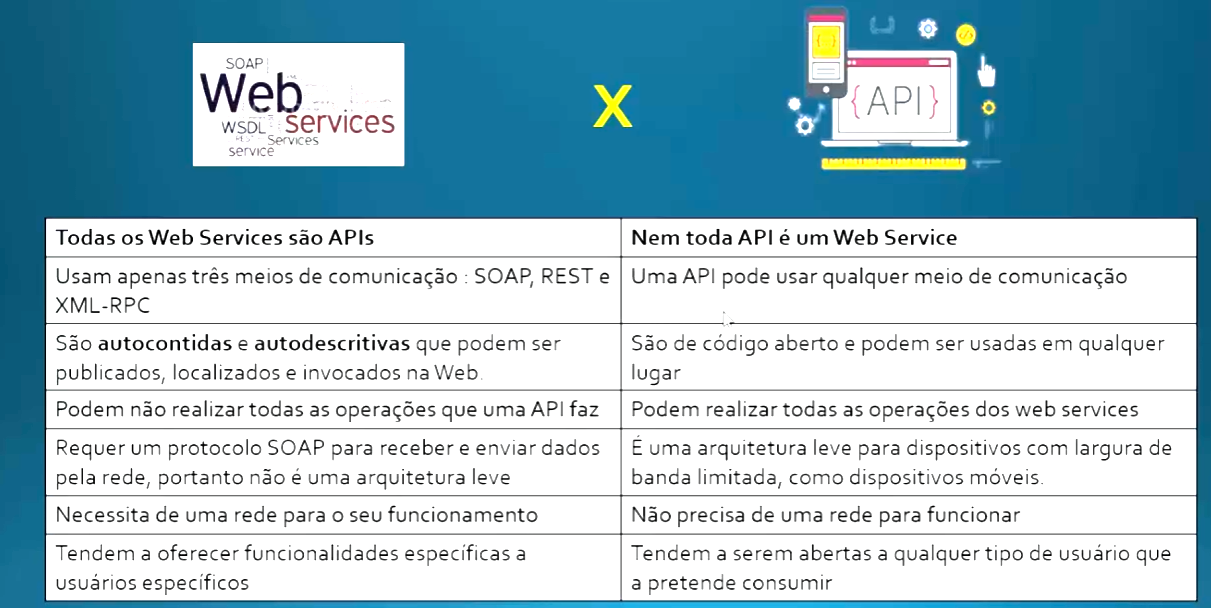 SOAP
Web
services
WSDL
Services
service
X
{API}
Todas os Web Services são APIs
Nem toda API é um Web Service
Usam apenas três meios de comunicação : SOAP, REST e
XML-RPC
Uma API pode usar qualquer meio de comunicação
São autocontidas e autodescritivas que podem ser
publicados, localizados e invocados na Web.
São de código aberto e podem ser usadas em qualquer
lugar
Podem não realizar todas as operações que uma API faz
Podem realizar todas as operações dos web services
Requer um protocolo SOAP para receber e enviar dados
pela rede, portanto não é uma arquitetura leve
É uma arquitetura leve para dispositivos com largura de
banda limitada, como dispositivos móveis.
Necessita de uma rede para o seu funcionamento
Não precisa de uma rede para funcionar
Tendem a oferecer funcionalidades específicas a
usuários específicos
Tendem a serem abertas a qualquer tipo de usuário que
a pretende consumir